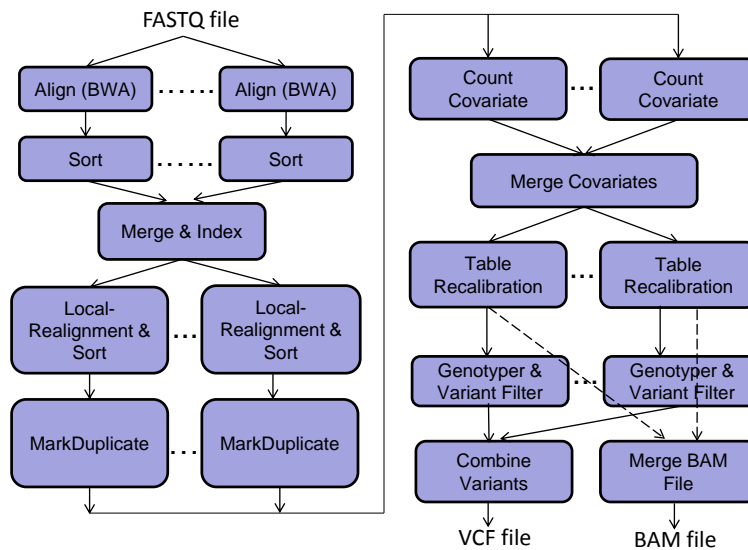 FASTQ file
Align (BWA)
......
Align (BWA)
Sort
......
Sort
Merge & Index
Local-
Realignment &
Sort
...
Local-
Realignment &
Sort
MarkDuplicate
...
MarkDuplicate
Count
Covariate
...
Count
Covariate
Merge Covariates
Table
Recalibration
...
Table
Recalibration
Genotyper &
Variant Filter
...
Genotyper &
Variant Filter
Combine
Variants
Merge BAM
File
VCF file
BAM file